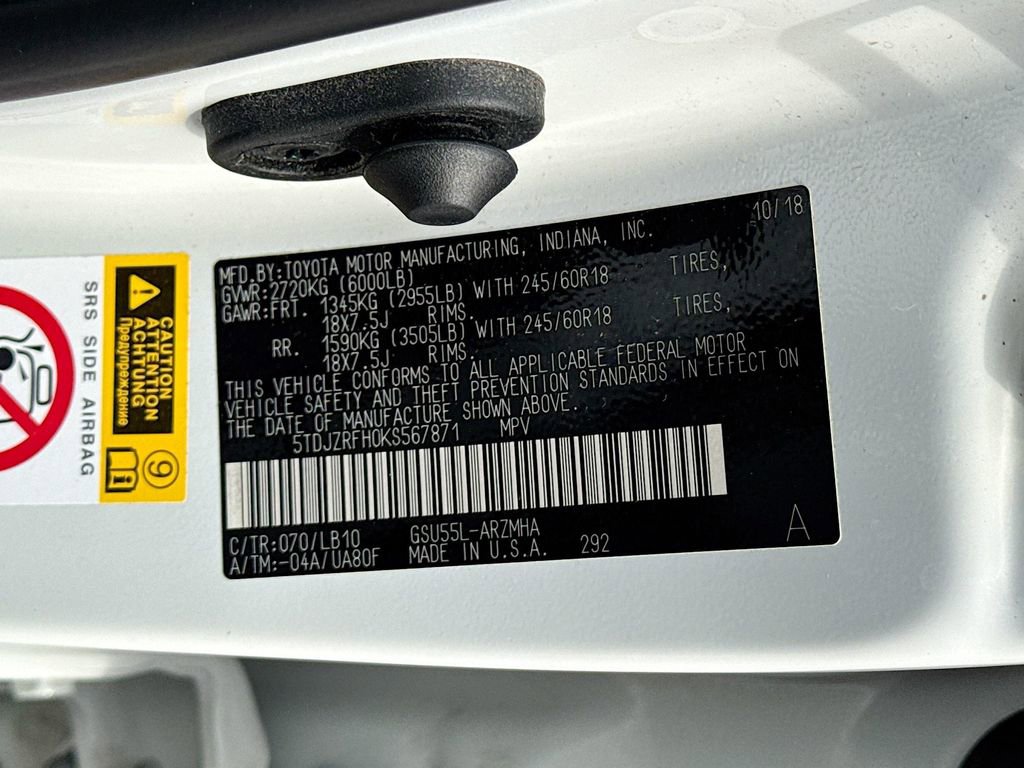 10/18
MFD.BY:TOYOTA MOTOR MANUFACTURING, INDIANA, INC.
GVWR:2720KG (6000LB)
GAWR:FRT. 1345KG (2955LB) WITH 245/60R18 TIRES,
18X7.5J RIMS.
RR. 1590KG (3505LB) WITH 245/60R18 TIRES,
18X7.5J RIMS.
THIS VEHICLE CONFORMS TO ALL APPLICABLE FEDERAL MOTOR
VEHICLE SAFETY AND THEFT PREVENTION STANDARDS IN EFFECT ON
THE DATE OF MANUFACTURE SHOWN ABOVE.
5TDJZRFH0KS567871 MPV
C/TR:070/LB10 GSU55L-ARZMHA
A/TM:-04A/UA80F MADE IN U.S.A. 292
A
CAUTION
ATTENTION
ACHTUNG
Предупреждение
9
SRS SIDE AIRBAG